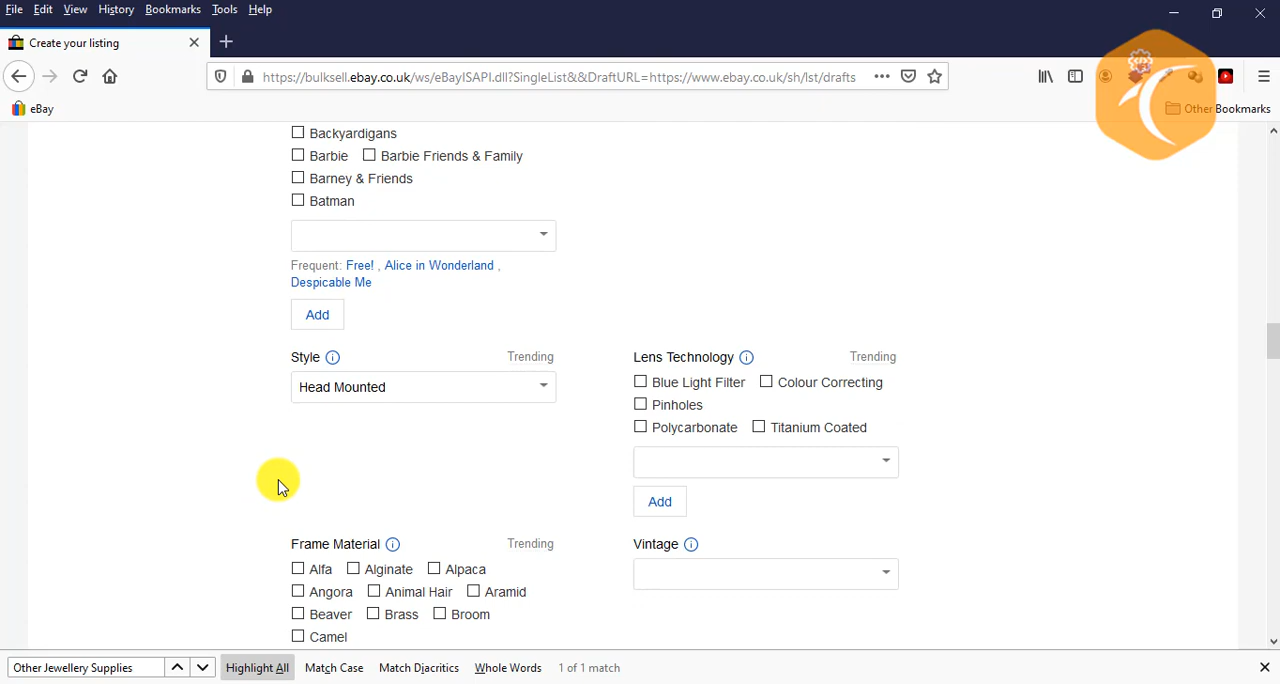 File Edit View History Bookmarks Tools Help
Create your listing
https://bulksell.ebay.co.uk/ws/eBayISAPI.dll?SingleList&&DraftURL=https://www.ebay.co.uk/sh/lst/drafts
eBay Other Bookmarks
Backyardigans
Barbie Barbie Friends & Family
Barney & Friends
Batman
Frequent: Free! , Alice in Wonderland ,
Despicable Me
Add
Style Trending Lens Technology Trending
Head Mounted Blue Light Filter Colour Correcting
Pinholes
Polycarbonate Titanium Coated
Add
Frame Material Trending Vintage
Alfa Alginate Alpaca
Angora Animal Hair Aramid
Beaver Brass Broom
Camel
Other Jewellery Supplies Highlight All Match Case Match Diacritics Whole Words 1 of 1 match